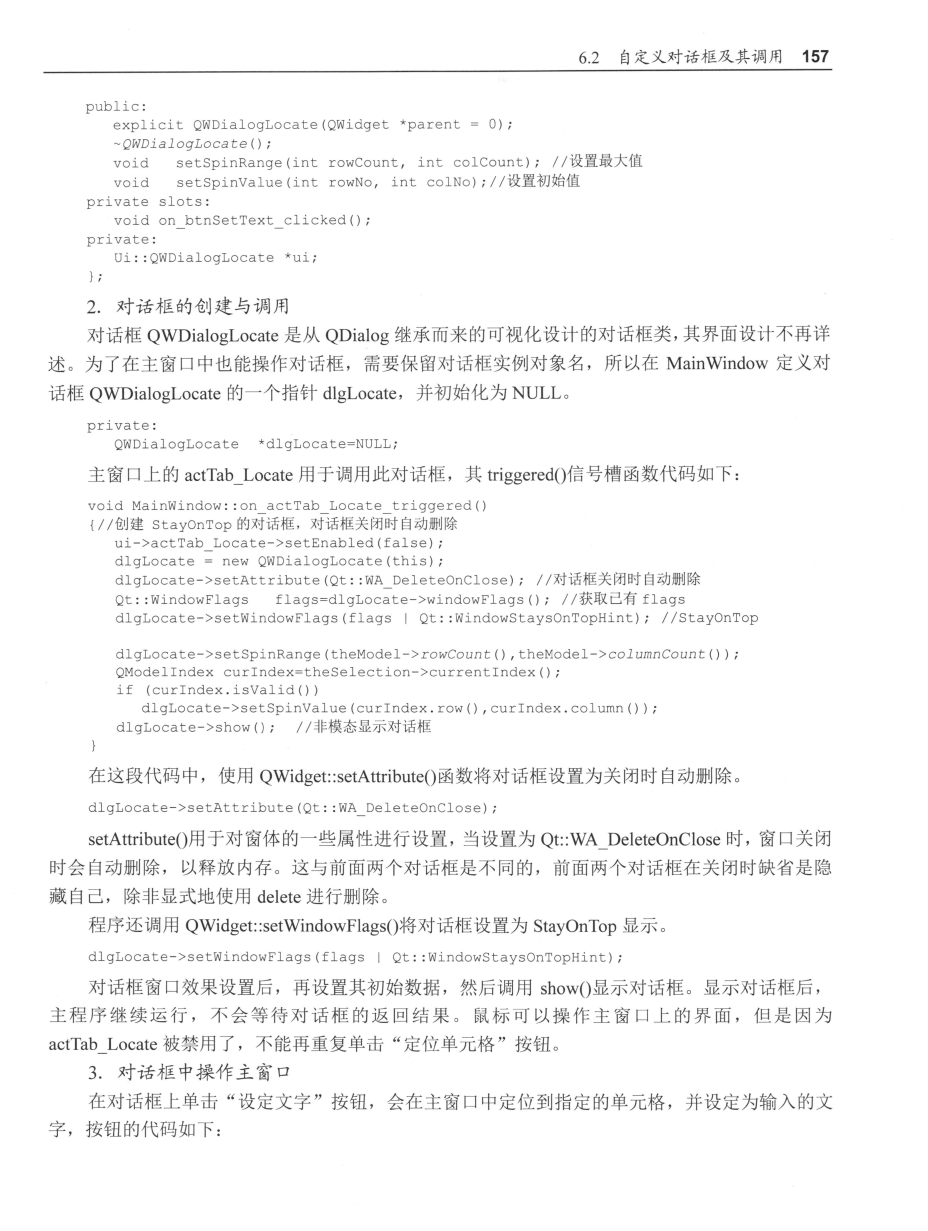 6.2 自定义对话框及其调用 157
public:
explicit QWDialogLocate(QWidget *parent = 0);
~QWDialogLocate();
void setSpinRange(int rowCount, int colCount); //设置最大值
void setSpinValue(int rowNo, int colNo);//设置初始值
private slots:
void on_btnSetText_clicked();
private:
Ui::QWDialogLocate *ui;
};
2. 对话框的创建与调用
对话框 QWDialogLocate 是从 QDialog 继承而来的可视化设计的对话框类，其界面设计不再详
述。为了在主窗口中也能操作对话框，需要保留对话框实例对象名，所以在 MainWindow 定义对
话框 QWDialogLocate 的一个指针 dlgLocate，并初始化为 NULL。
private:
QWDialogLocate *dlgLocate=NULL;
主窗口上的 actTab_Locate 用于调用此对话框，其 triggered()信号槽函数代码如下：
void MainWindow::on_actTab_Locate_triggered()
{//创建 StayOnTop 的对话框，对话框关闭时自动删除
ui->actTab_Locate->setEnabled(false);
dlgLocate = new QWDialogLocate(this);
dlgLocate->setAttribute(Qt::WA_DeleteOnClose); //对话框关闭时自动删除
Qt::WindowFlags flags=dlgLocate->windowFlags(); //获取已有 flags
dlgLocate->setWindowFlags(flags | Qt::WindowStaysOnTopHint); //StayOnTop
dlgLocate->setSpinRange(theModel->rowCount(),theModel->columnCount());
QModelIndex curIndex=theSelection->currentIndex();
if (curIndex.isValid())
dlgLocate->setSpinValue(curIndex.row(),curIndex.column());
dlgLocate->show(); //非模态显示对话框
}
在这段代码中，使用 QWidget::setAttribute()函数将对话框设置为关闭时自动删除。
dlgLocate->setAttribute(Qt::WA_DeleteOnClose);
setAttribute()用于对窗体的一些属性进行设置，当设置为 Qt::WA_DeleteOnClose 时，窗口关闭
时会自动删除，以释放内存。这与前面两个对话框是不同的，前面两个对话框在关闭时缺省是隐
藏自己，除非显式地使用 delete 进行删除。
程序还调用 QWidget::setWindowFlags()将对话框设置为 StayOnTop 显示。
dlgLocate->setWindowFlags(flags | Qt::WindowStaysOnTopHint);
对话框窗口效果设置后，再设置其初始数据，然后调用 show()显示对话框。显示对话框后，
主程序继续运行，不会等待对话框的返回结果。鼠标可以操作主窗口上的界面，但是因为
actTab_Locate 被禁用了，不能再重复单击“定位单元格”按钮。
3. 对话框中操作主窗口
在对话框上单击“设定文字”按钮，会在主窗口中定位到指定的单元格，并设定为输入的文
字，按钮的代码如下：